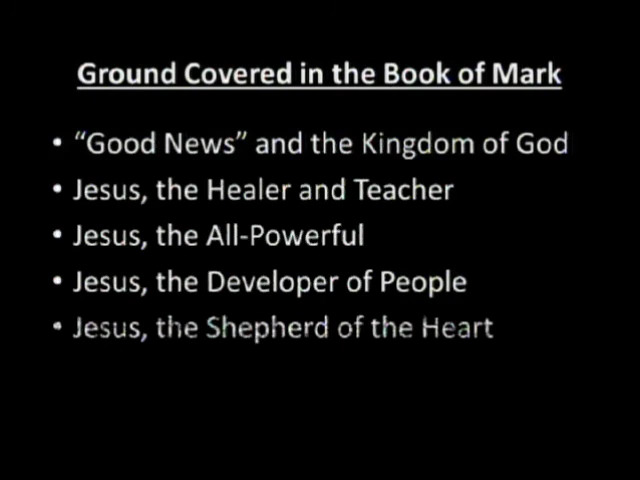 Ground Covered in the Book of Mark
• “Good News” and the Kingdom of God
• Jesus, the Healer and Teacher
• Jesus, the All-Powerful
• Jesus, the Developer of People
• Jesus, the Shepherd of the Heart